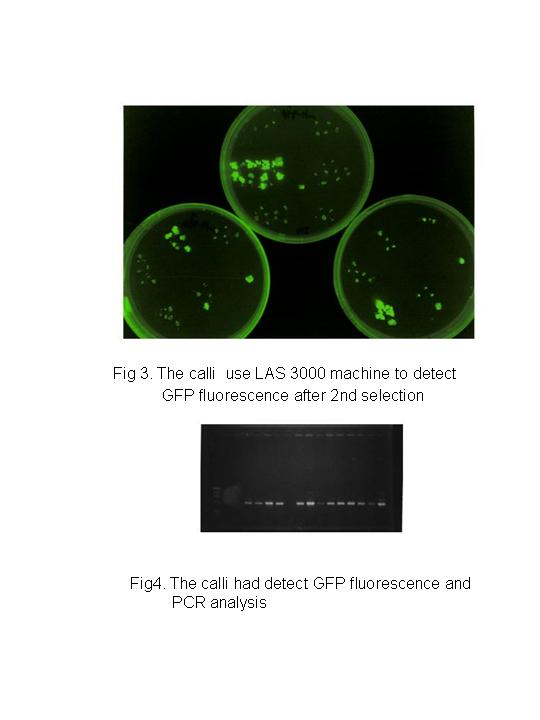 Fig 3. The calli use LAS 3000 machine to detect
GFP fluorescence after 2nd selection
Fig4. The calli had detect GFP fluorescence and
PCR analysis